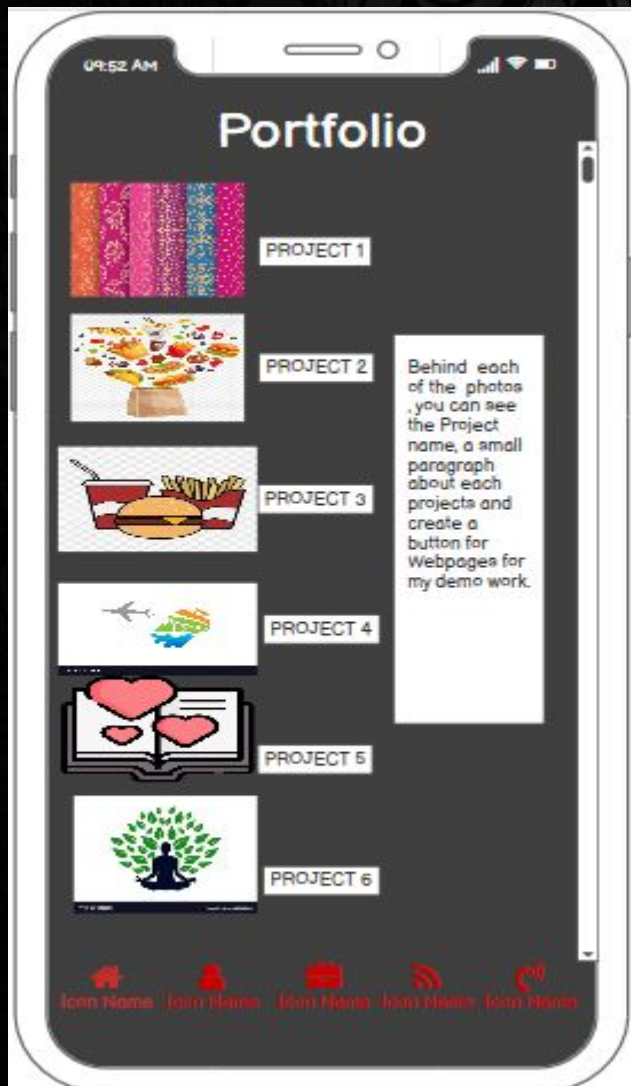 09:52 AM
Portfolio
PROJECT 1
PROJECT 2
Behind each
of the photos
, you can see
the Project
name, a small
paragraph
about each
projects and
create a
button for
Webpages for
my demo work.
PROJECT 3
PROJECT 4
PROJECT 5
PROJECT 6
Icon Name Icon Name Icon Name Icon Name Icon Name